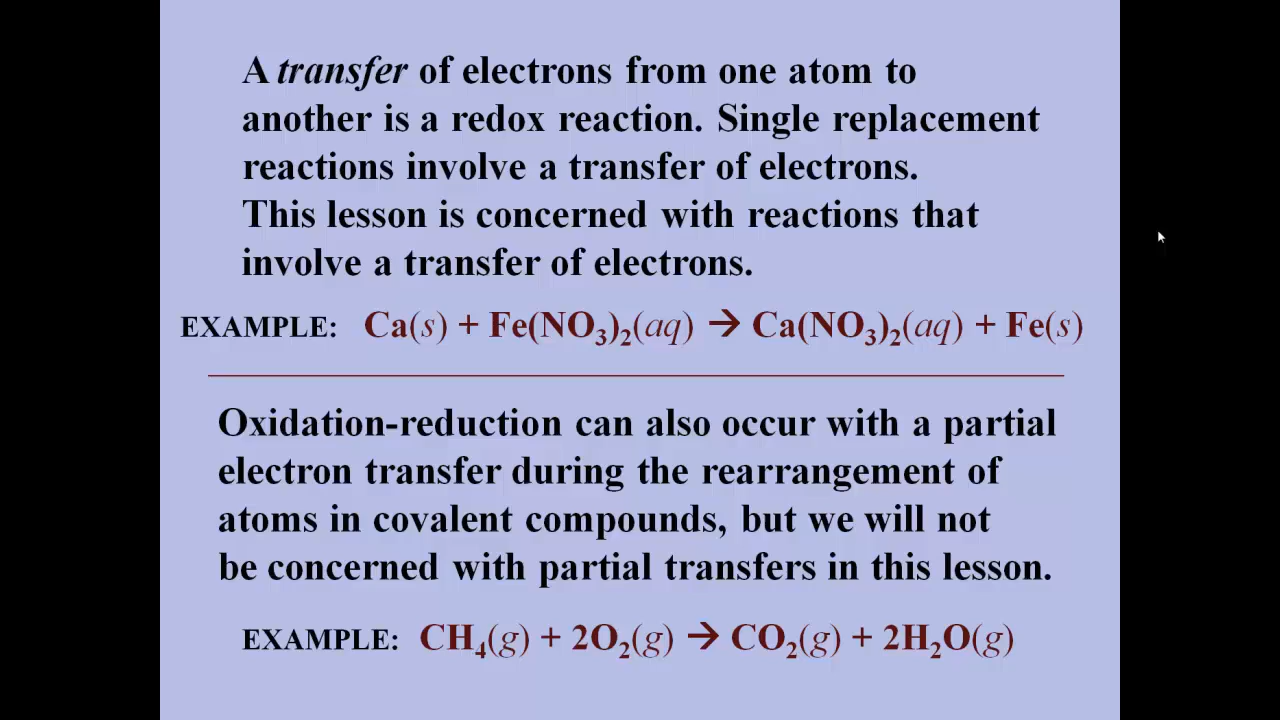 A transfer of electrons from one atom to
another is a redox reaction. Single replacement
reactions involve a transfer of electrons.
This lesson is concerned with reactions that
involve a transfer of electrons.
EXAMPLE: Ca(s) + Fe(NO₃)₂(aq) → Ca(NO₃)₂(aq) + Fe(s)
Oxidation-reduction can also occur with a partial
electron transfer during the rearrangement of
atoms in covalent compounds, but we will not
be concerned with partial transfers in this lesson.
EXAMPLE: CH₄(g) + 2O₂(g) → CO₂(g) + 2H₂O(g)